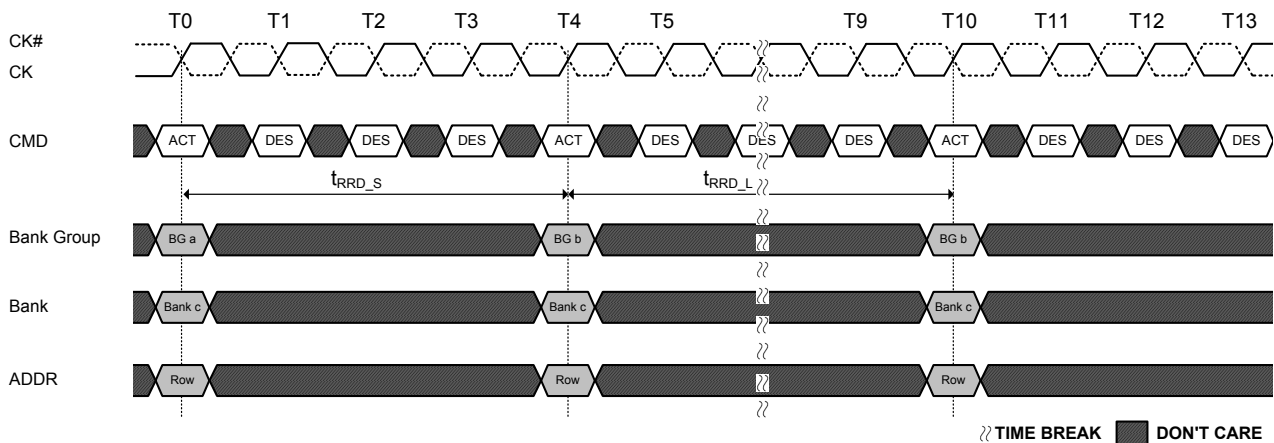 T0 T1 T2 T3 T4 T5 T9 T10 T11 T12 T13
CK#
CK
CMD ACT DES DES DES ACT DES DES DES ACT DES DES DES
tRRD_S tRRD_L
Bank Group BG a BG b BG b
Bank Bank c Bank c Bank c
ADDR Row Row Row
TIME BREAK DON'T CARE